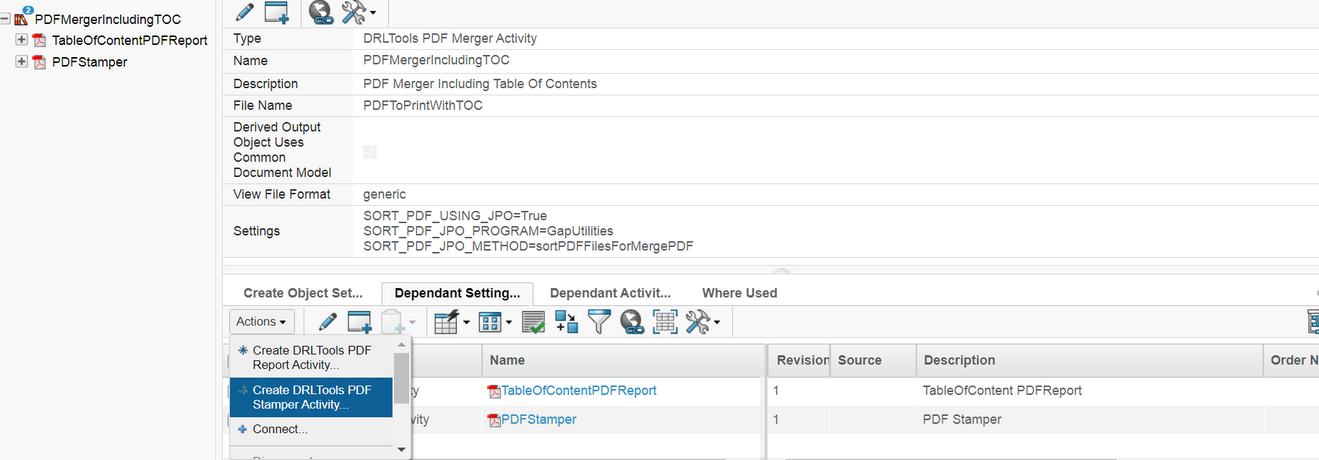 2
PDFMergerIncludingTOC
TableOfContentPDFReport
PDFStamper
Type DRLTools PDF Merger Activity
Name PDFMergerIncludingTOC
Description PDF Merger Including Table Of Contents
File Name PDFToPrintWithTOC
Derived Output
Object Uses
Common
Document Model
View File Format generic
Settings
SORT_PDF_USING_JPO=True
SORT_PDF_JPO_PROGRAM=GapUtilities
SORT_PDF_JPO_METHOD=sortPDFFilesForMergePDF
Create Object Set... Dependant Setting... Dependant Activit... Where Used
Actions
Create DRLTools PDF
Report Activity...
Create DRLTools PDF
Stamper Activity...
Connect...
Name Revision Source Description Order N
ty TableOfContentPDFReport 1 TableOfContent PDFReport
ivity PDFStamper 1 PDF Stamper